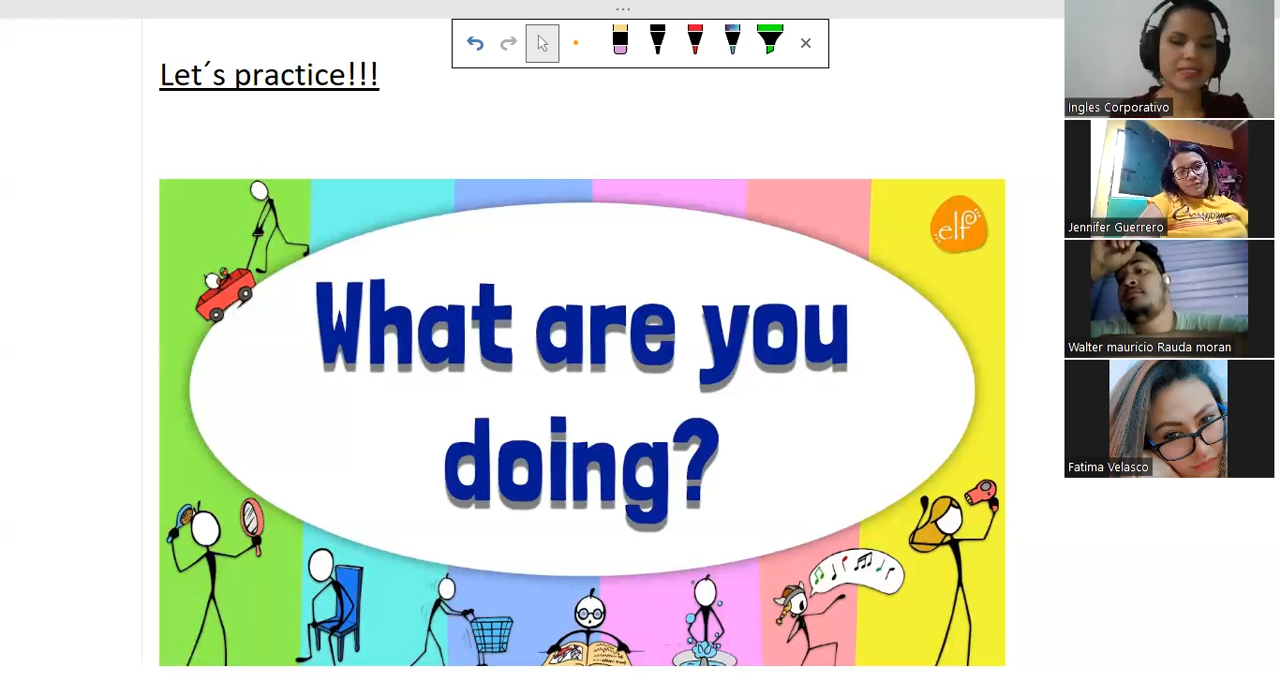 Let´s practice!!!
elf
What are you
doing?
Ingles Corporativo
Jennifer Guerrero
Walter mauricio Rauda moran
Fatima Velasco